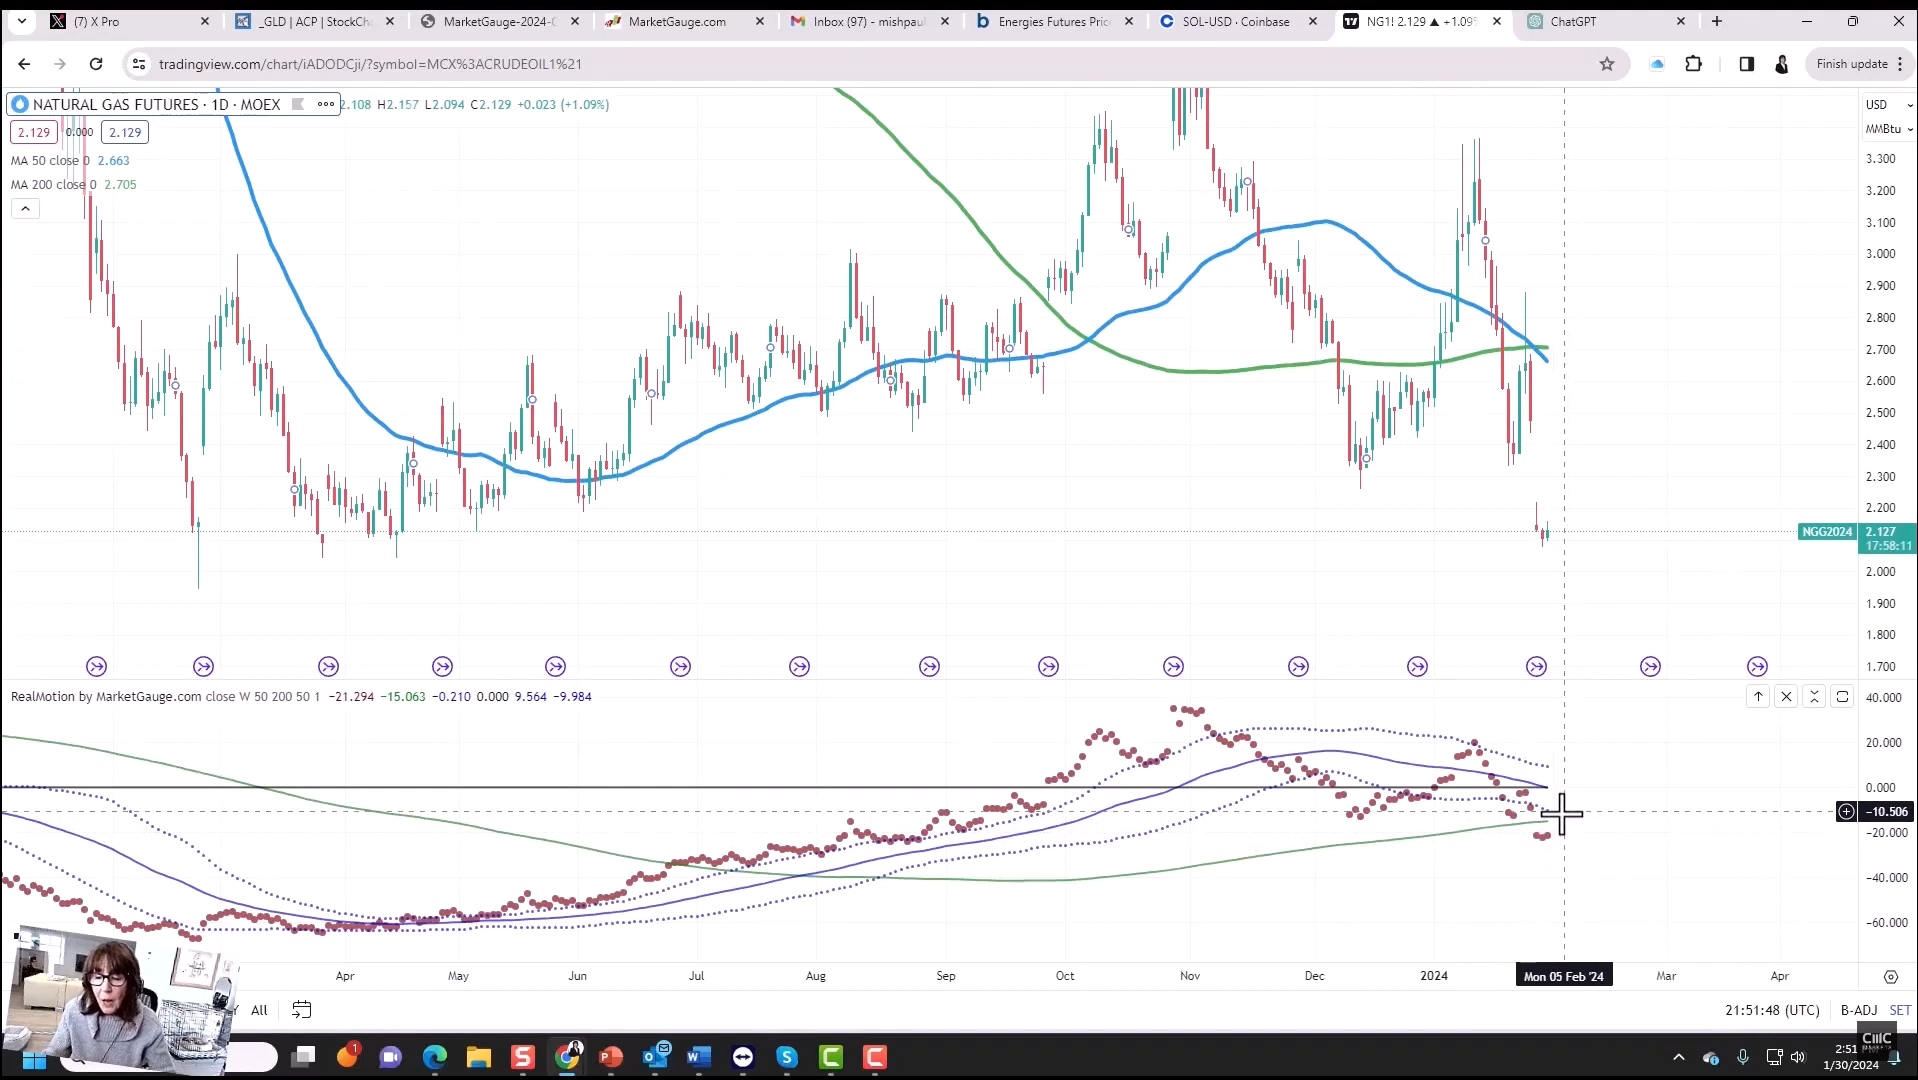 (7) X Pro
_GLD | ACP | StockCh
MarketGauge-2024-0
MarketGauge.com
Inbox (97) - mishpaul
Energies Futures Pric
SOL-USD · Coinbase
NG1! 2.129 ▲ +1.09%
ChatGPT
tradingview.com/chart/iADODCji/?symbol=MCX%3ACRUDEOIL1%21
Finish update
NATURAL GAS FUTURES · 1D · MOEX
2.108 H2.157 L2.094 C2.129 +0.023 (+1.09%)
USD
MMBtu
2.129 0.000 2.129
MA 50 close 0 2.663
MA 200 close 0 2.705
3.300
3.200
3.100
3.000
2.900
2.800
2.700
2.600
2.500
2.400
2.300
2.200
NGG2024 2.127
17:58:11
2.000
1.900
1.800
1.700
RealMotion by MarketGauge.com close W 50 200 50 1 −21.294 −15.063 −0.210 0.000 9.564 −9.984
40.000
20.000
0.000
−10.506
−20.000
−40.000
−60.000
Apr May Jun Jul Aug Sep Oct Nov Dec 2024 Mon 05 Feb '24 Mar Apr
All
21:51:48 (UTC) B-ADJ SET
1
CMC
2:51
1/30/2024